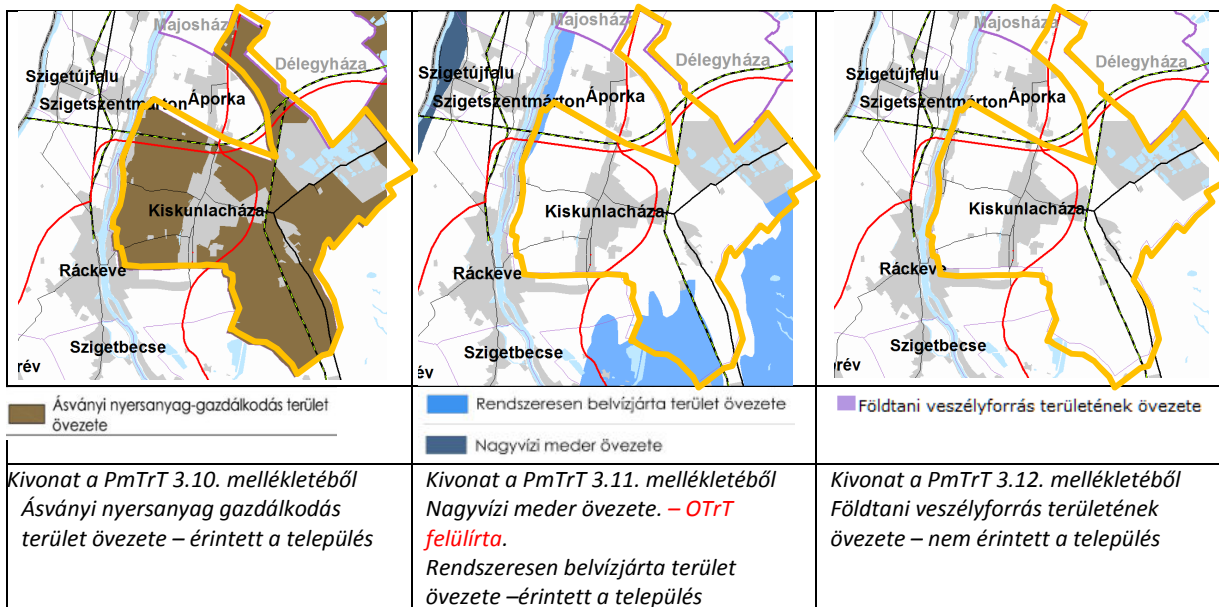 Majosháza
Szigetújfalu
Délegyháza
Szigetszentmárton
Áporka
Kiskunlacháza
Ráckeve
Szigetbecse
rév
Majosháza
Szigetújfalu
Délegyháza
Szigetszentmárton
Áporka
Kiskunlacháza
Ráckeve
Szigetbecse
év
Majosháza
Szigetújfalu
Délegyháza
Szigetszentmárton
Áporka
Kiskunlacháza
Ráckeve
Szigetbecse
rév
Ásványi nyersanyag-gazdálkodás terület
övezete
Rendszeresen belvízjárta terület övezete
Nagyvízi meder övezete
Földtani veszélyforrás területének övezete
Kivonat a PmTrT 3.10. mellékletéből
Ásványi nyersanyag gazdálkodás
terület övezete – érintett a település
Kivonat a PmTrT 3.11. mellékletéből
Nagyvízi meder övezete. – OTrT
felülírta.
Rendszeresen belvízjárta terület
övezete –érintett a település
Kivonat a PmTrT 3.12. mellékletéből
Földtani veszélyforrás területének
övezete – nem érintett a település